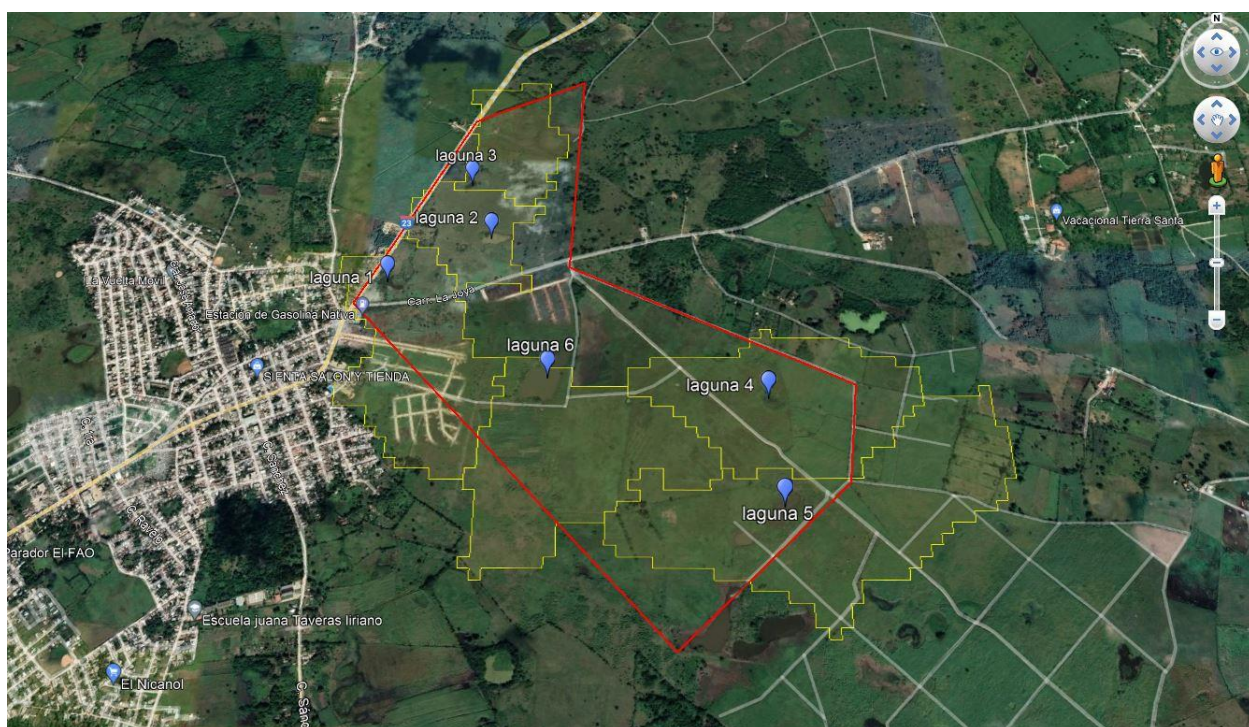 N
laguna 3
laguna 2
23
laguna 1
Carr. La Joya
Estación de Gasolina Nativa
La Vuelta Movil
Vacacional Tierra Santa
laguna 6
SIENTA SALON Y TIENDA
laguna 4
laguna 5
C. Sánchez
Parador El FAO
Escuela juana Taveras liriano
El Nicanol
C. Sánc